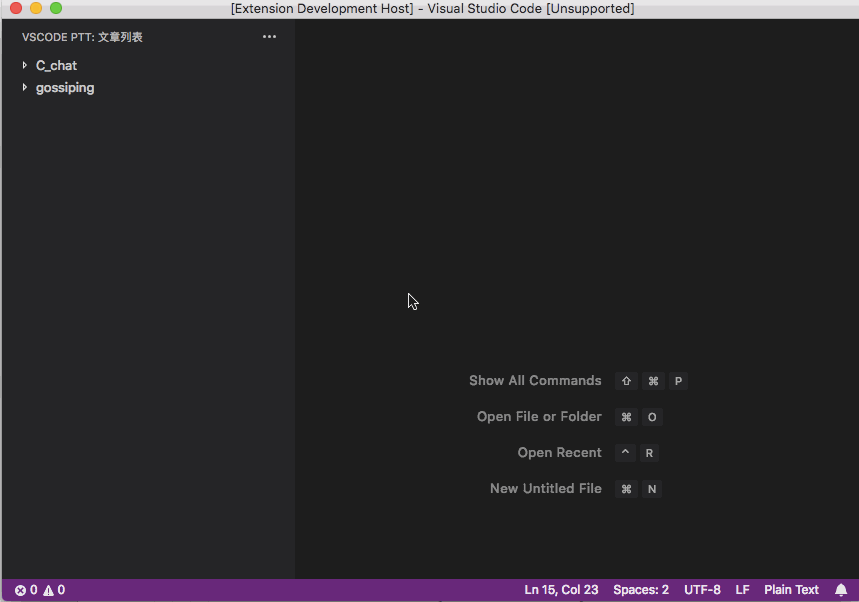 [Extension Development Host] - Visual Studio Code [Unsupported]
VSCODE PTT: 文章列表
C_chat
gossiping
Show All Commands ⇧ ⌘ P
Open File or Folder ⌘ O
Open Recent ^ R
New Untitled File ⌘ N
0 0 Ln 15, Col 23 Spaces: 2 UTF-8 LF Plain Text